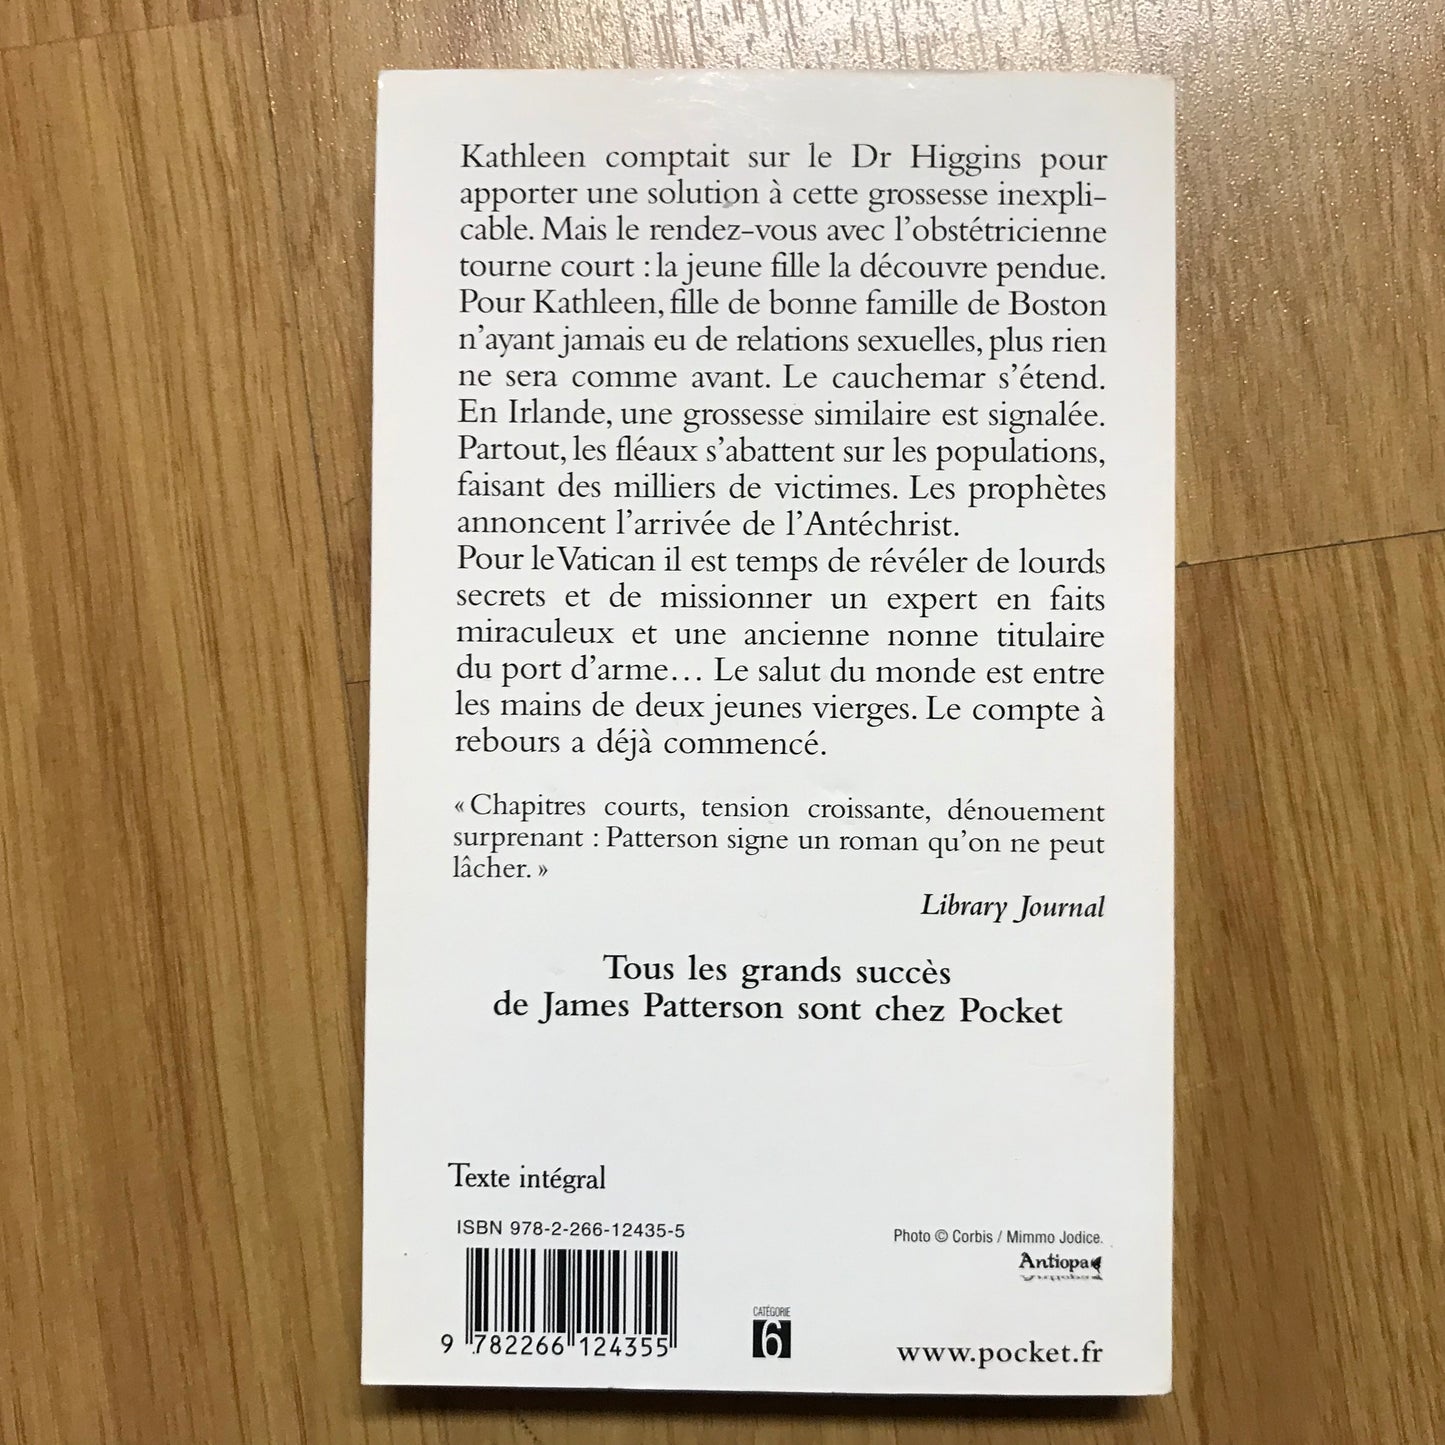 Kathleen comptait sur le Dr Higgins pour
apporter une solution à cette grossesse inexpli-
cable. Mais le rendez-vous avec l'obstétricienne
tourne court : la jeune fille la découvre pendue.
Pour Kathleen, fille de bonne famille de Boston
n'ayant jamais eu de relations sexuelles, plus rien
ne sera comme avant. Le cauchemar s'étend.
En Irlande, une grossesse similaire est signalée.
Partout, les fléaux s'abattent sur les populations,
faisant des milliers de victimes. Les prophètes
annoncent l'arrivée de l'Antéchrist.
Pour le Vatican il est temps de révéler de lourds
secrets et de missionner un expert en faits
miraculeux et une ancienne nonne titulaire
du port d'arme… Le salut du monde est entre
les mains de deux jeunes vierges. Le compte à
rebours a déjà commencé.
« Chapitres courts, tension croissante, dénouement
surprenant : Patterson signe un roman qu'on ne peut
lâcher. »
Library Journal
Tous les grands succès
de James Patterson sont chez Pocket
Texte intégral
ISBN 978-2-266-12435-5
Photo © Corbis / Mimmo Jodice.
Antiopa
CATÉGORIE
6
9 782266 124355
www.pocket.fr